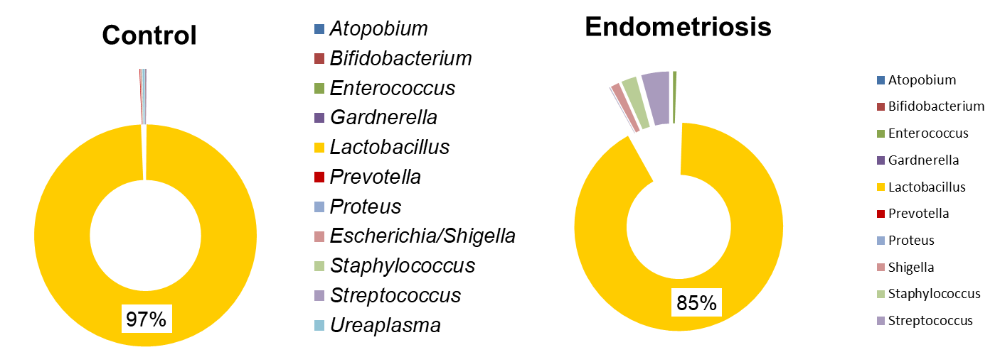 Control
97%
Atopobium
Bifidobacterium
Enterococcus
Gardnerella
Lactobacillus
Prevotella
Proteus
Escherichia/Shigella
Staphylococcus
Streptococcus
Ureaplasma
Endometriosis
85%
Atopobium
Bifidobacterium
Enterococcus
Gardnerella
Lactobacillus
Prevotella
Proteus
Shigella
Staphylococcus
Streptococcus